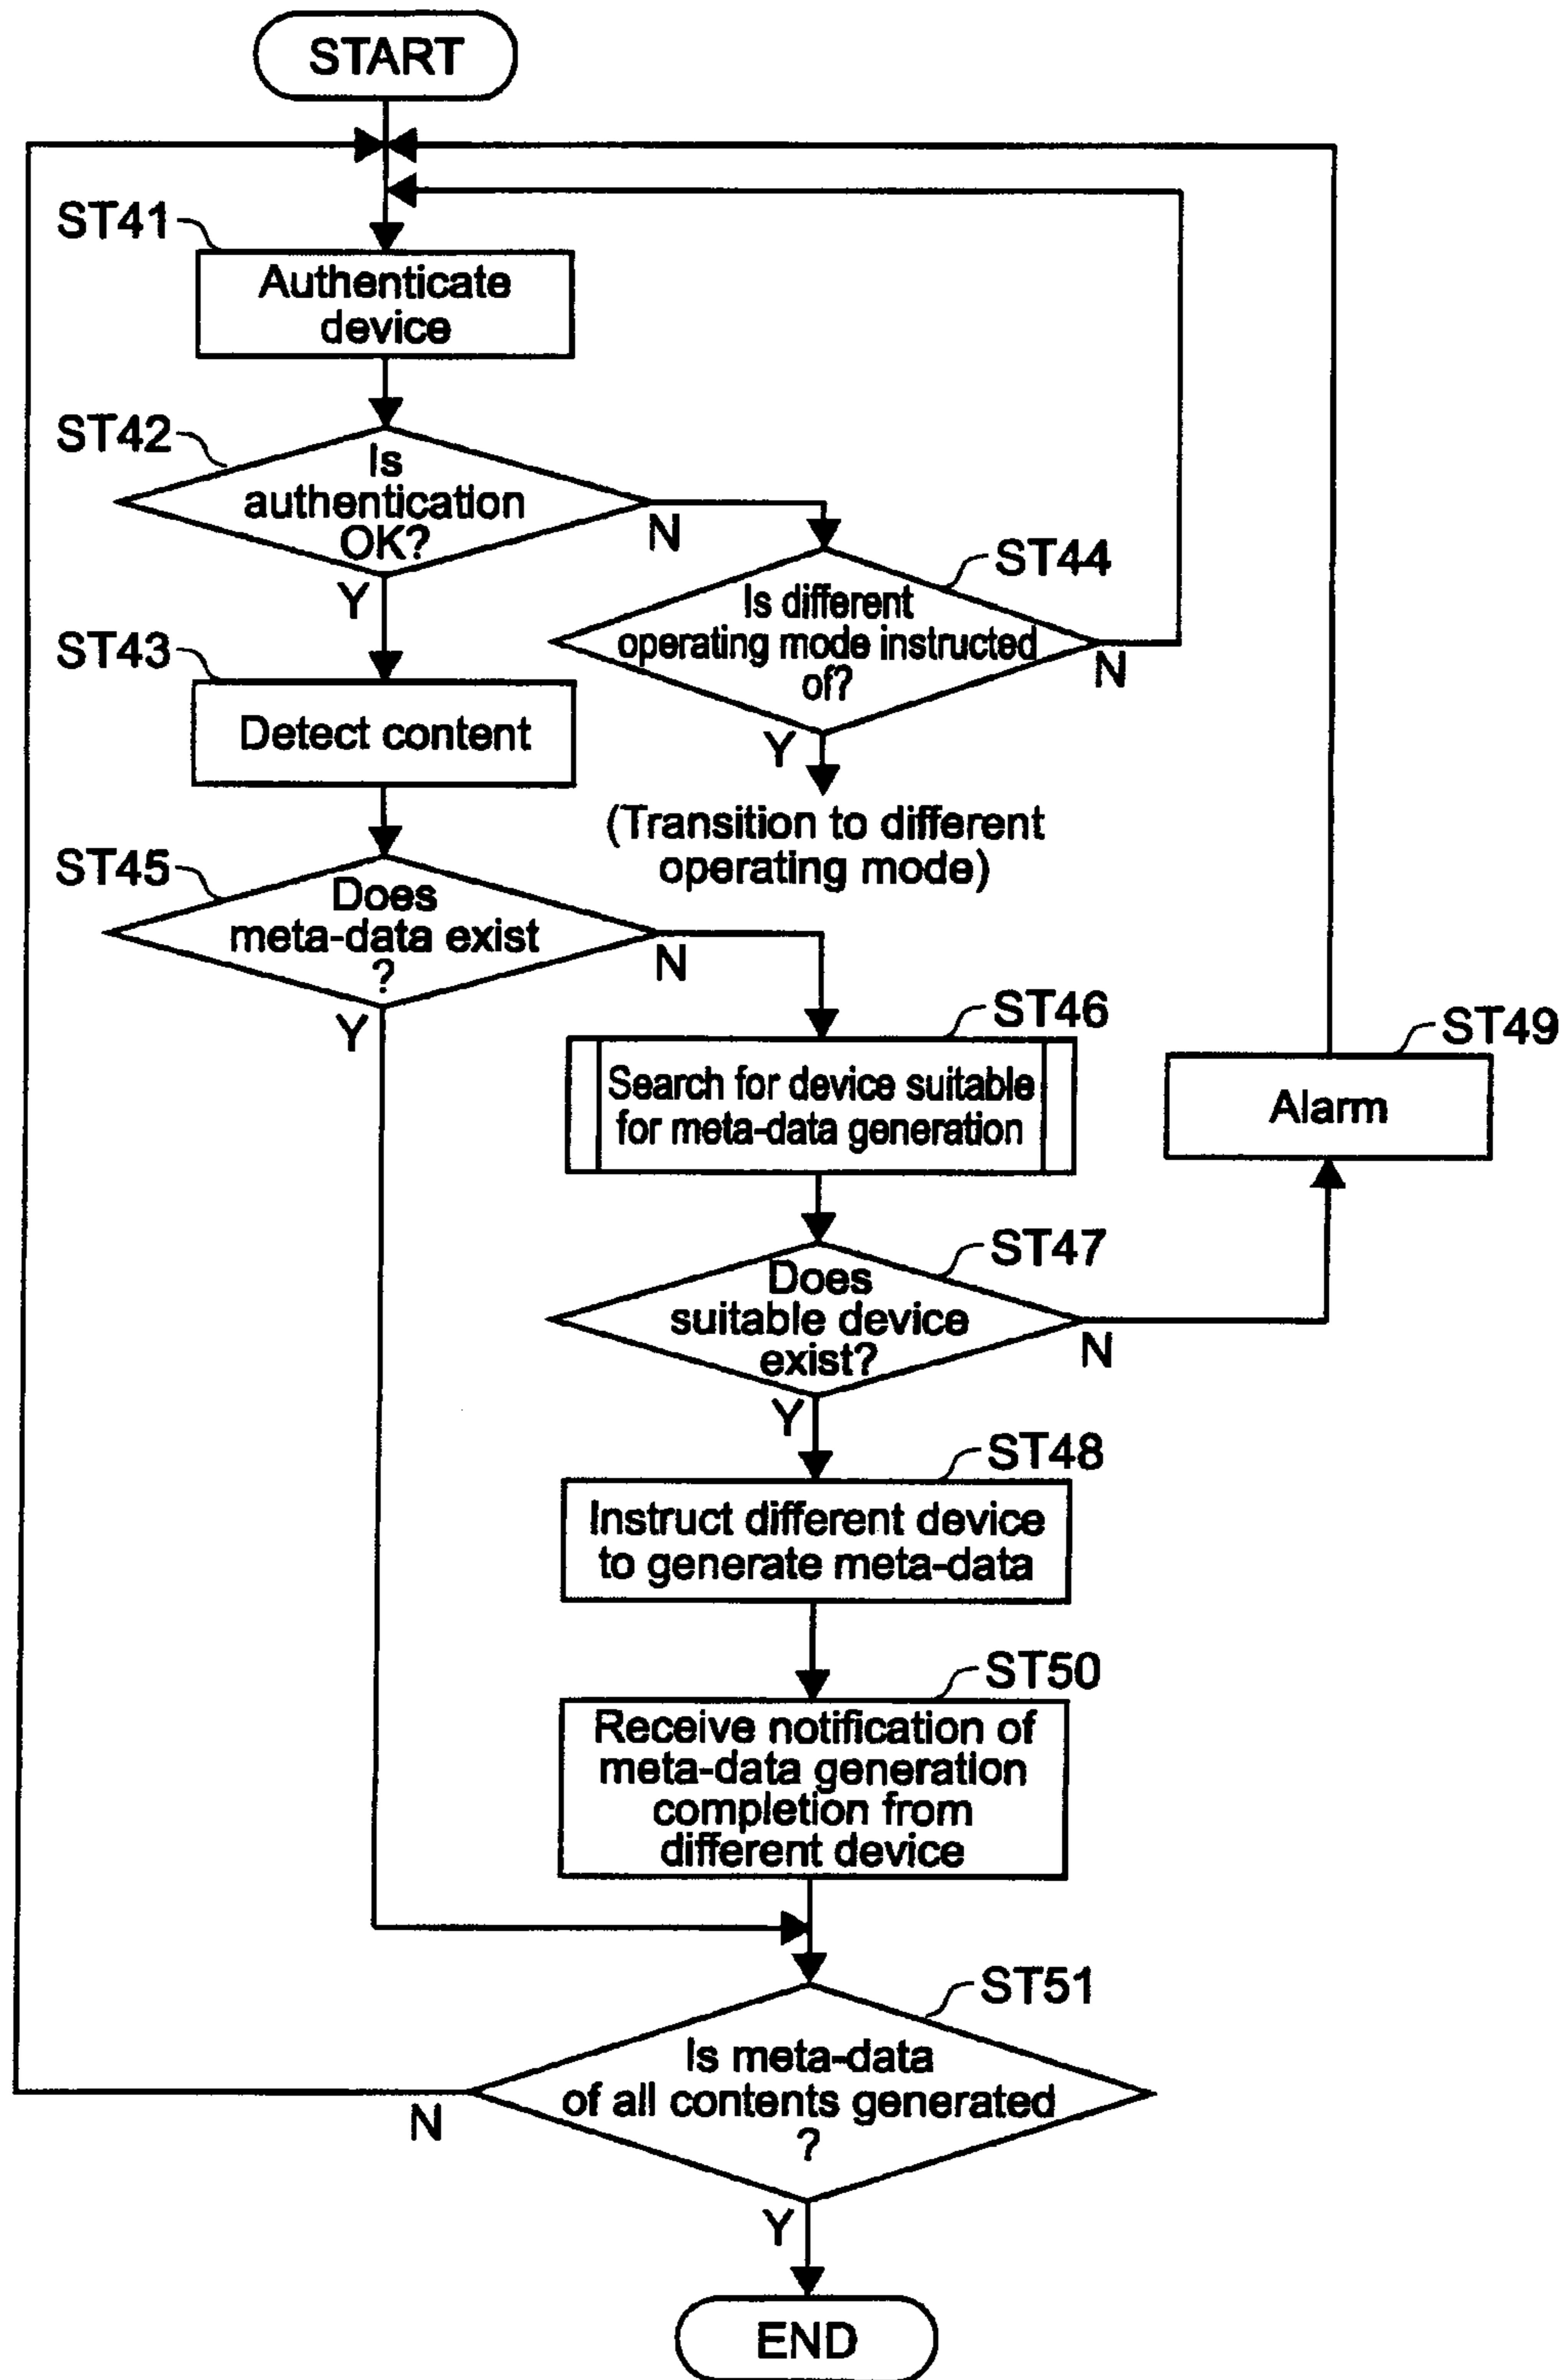 START
ST41
Authenticate
device
ST42
Is
authentication
OK?
N
Y
ST44
Is different
operating mode instructed
of?
N
Y
(Transition to different
operating mode)
ST43
Detect content
ST45
Does
meta-data exist
?
N
Y
ST46
Search for device suitable
for meta-data generation
ST49
Alarm
ST47
Does
suitable device
exist?
N
Y
ST48
Instruct different device
to generate meta-data
ST50
Receive notification of
meta-data generation
completion from
different device
ST51
Is meta-data
of all contents generated
?
N
Y
END